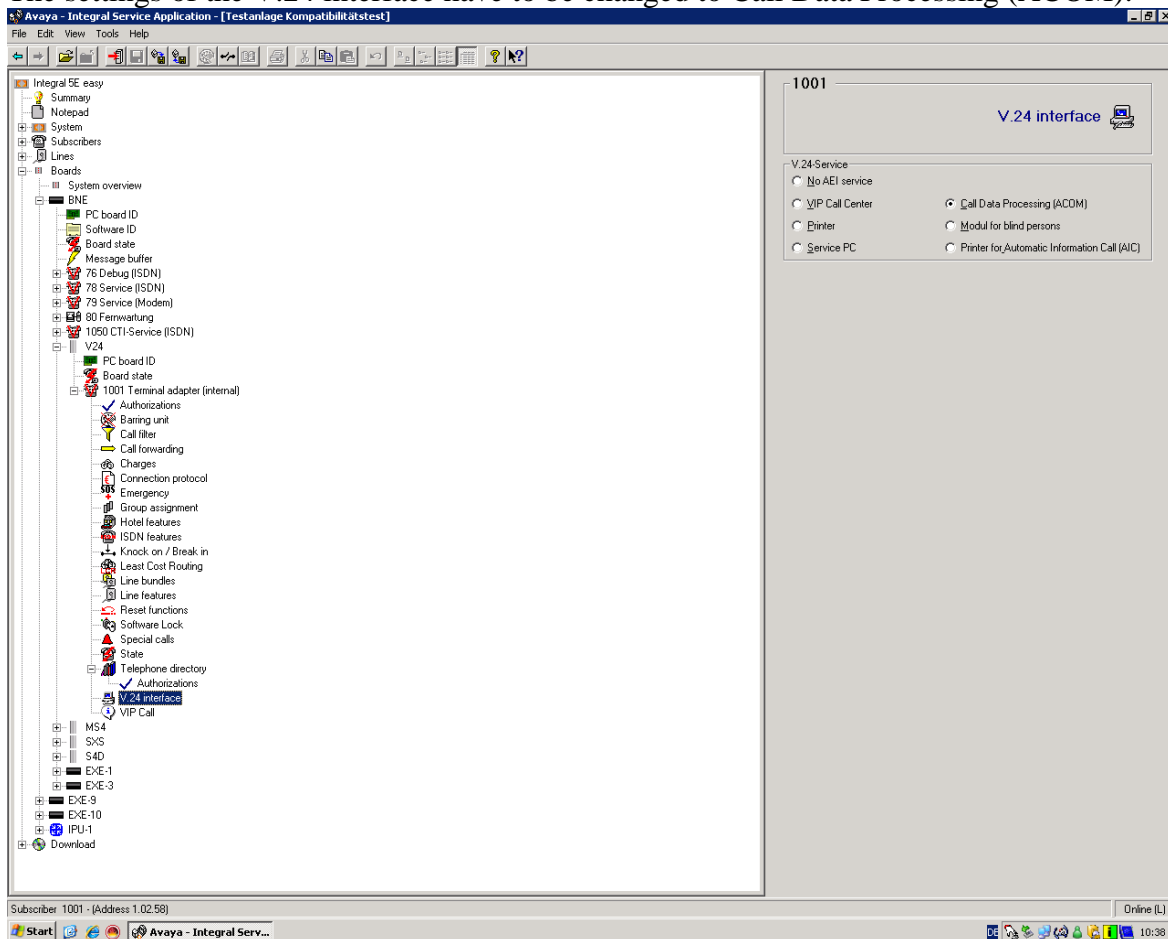 The settings of the V.24 interface have to be changed to Call Data Processing (ACOM).
Avaya - Integral Service Application - [Testanlage Kompatibilitätstest]
File Edit View Tools Help
Integral 5E easy
Summary
Notepad
System
Subscribers
Lines
Boards
System overview
BNE
PC board ID
Software ID
Board state
Message buffer
76 Debug (ISDN)
78 Service (ISDN)
79 Service (Modem)
80 Fernwartung
1050 CTI-Service (ISDN)
V24
PC board ID
Board state
1001 Terminal adapter (internal)
Authorizations
Barring unit
Call filter
Call forwarding
Charges
Connection protocol
Emergency
Group assignment
Hotel features
ISDN features
Knock on / Break in
Least Cost Routing
Line bundles
Line features
Reset functions
Software Lock
Special calls
State
Telephone directory
Authorizations
V.24 interface
VIP Call
MS4
SXS
S4D
EXE-1
EXE-3
EXE-9
EXE-10
IPU-1
Download
1001
V.24 interface
V.24-Service
No AEI service
VIP Call Center
Call Data Processing (ACOM)
Printer
Modul for blind persons
Service PC
Printer for Automatic Information Call (AIC)
Subscriber 1001 - (Address 1.02.58)
Online (L)
Start
Avaya - Integral Serv...
DE
10:38